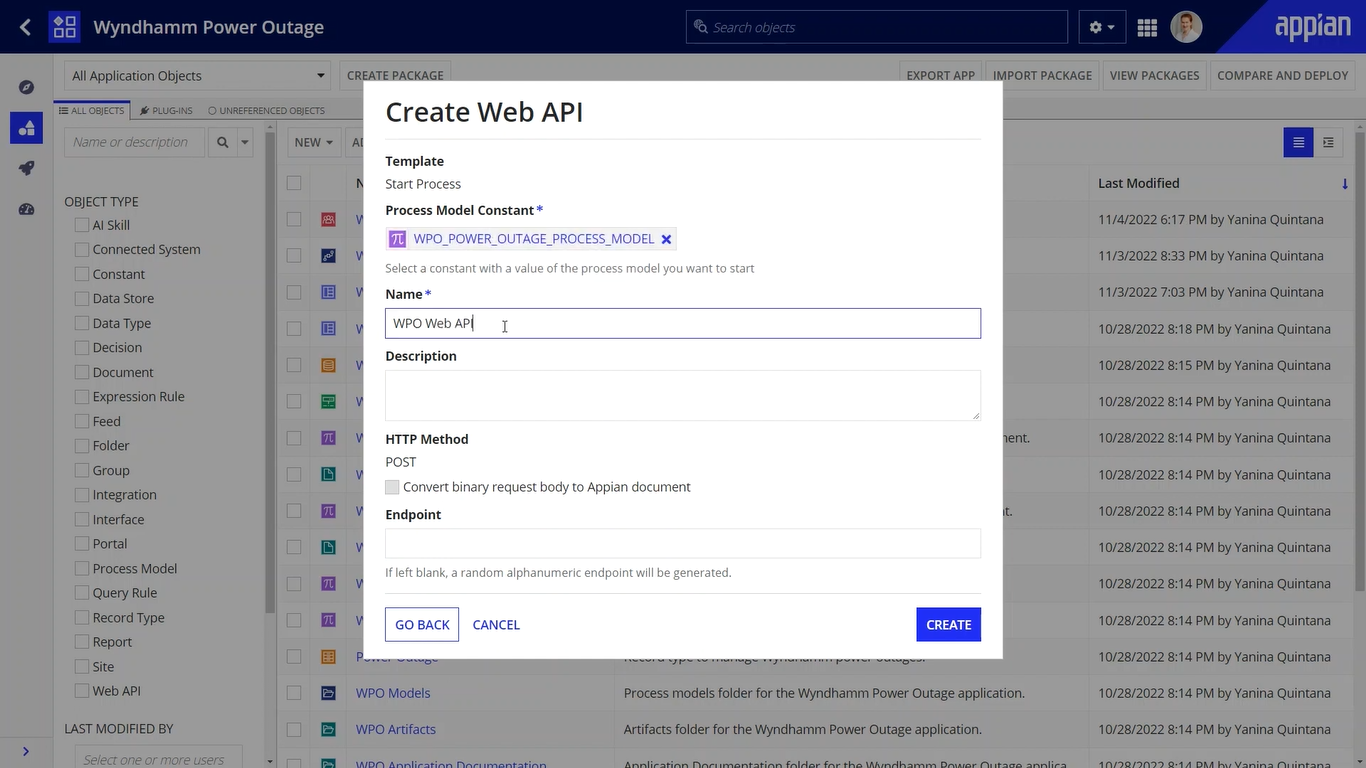 Wyndhamm Power Outage
Search objects
appian
All Application Objects
CREATE PACKAGE
EXPORT APP
IMPORT PACKAGE
VIEW PACKAGES
COMPARE AND DEPLOY
ALL OBJECTS
PLUG-INS
UNREFERENCED OBJECTS
Name or description
NEW
OBJECT TYPE
AI Skill
Connected System
Constant
Data Store
Data Type
Decision
Document
Expression Rule
Feed
Folder
Group
Integration
Interface
Portal
Process Model
Query Rule
Record Type
Report
Site
Web API
LAST MODIFIED BY
Select one or more users
Create Web API
Template
Start Process
Process Model Constant *
WPO_POWER_OUTAGE_PROCESS_MODEL
Select a constant with a value of the process model you want to start
Name *
WPO Web API
Description
HTTP Method
POST
Convert binary request body to Appian document
Endpoint
If left blank, a random alphanumeric endpoint will be generated.
GO BACK
CANCEL
CREATE
Last Modified
11/4/2022 6:17 PM by Yanina Quintana
11/3/2022 8:33 PM by Yanina Quintana
11/3/2022 7:03 PM by Yanina Quintana
10/28/2022 8:18 PM by Yanina Quintana
10/28/2022 8:15 PM by Yanina Quintana
10/28/2022 8:14 PM by Yanina Quintana
10/28/2022 8:14 PM by Yanina Quintana
10/28/2022 8:14 PM by Yanina Quintana
10/28/2022 8:14 PM by Yanina Quintana
10/28/2022 8:14 PM by Yanina Quintana
10/28/2022 8:14 PM by Yanina Quintana
10/28/2022 8:14 PM by Yanina Quintana
Power Outage
Record type to manage Wyndhamm power outages.
10/28/2022 8:14 PM by Yanina Quintana
WPO Models
Process models folder for the Wyndhamm Power Outage application.
10/28/2022 8:14 PM by Yanina Quintana
WPO Artifacts
Artifacts folder for the Wyndhamm Power Outage application.
10/28/2022 8:14 PM by Yanina Quintana
WPO Application Documentation
Application Documentation folder for the Wyndhamm Power Outage applica
10/28/2022 8:14 PM by Yanina Quintana